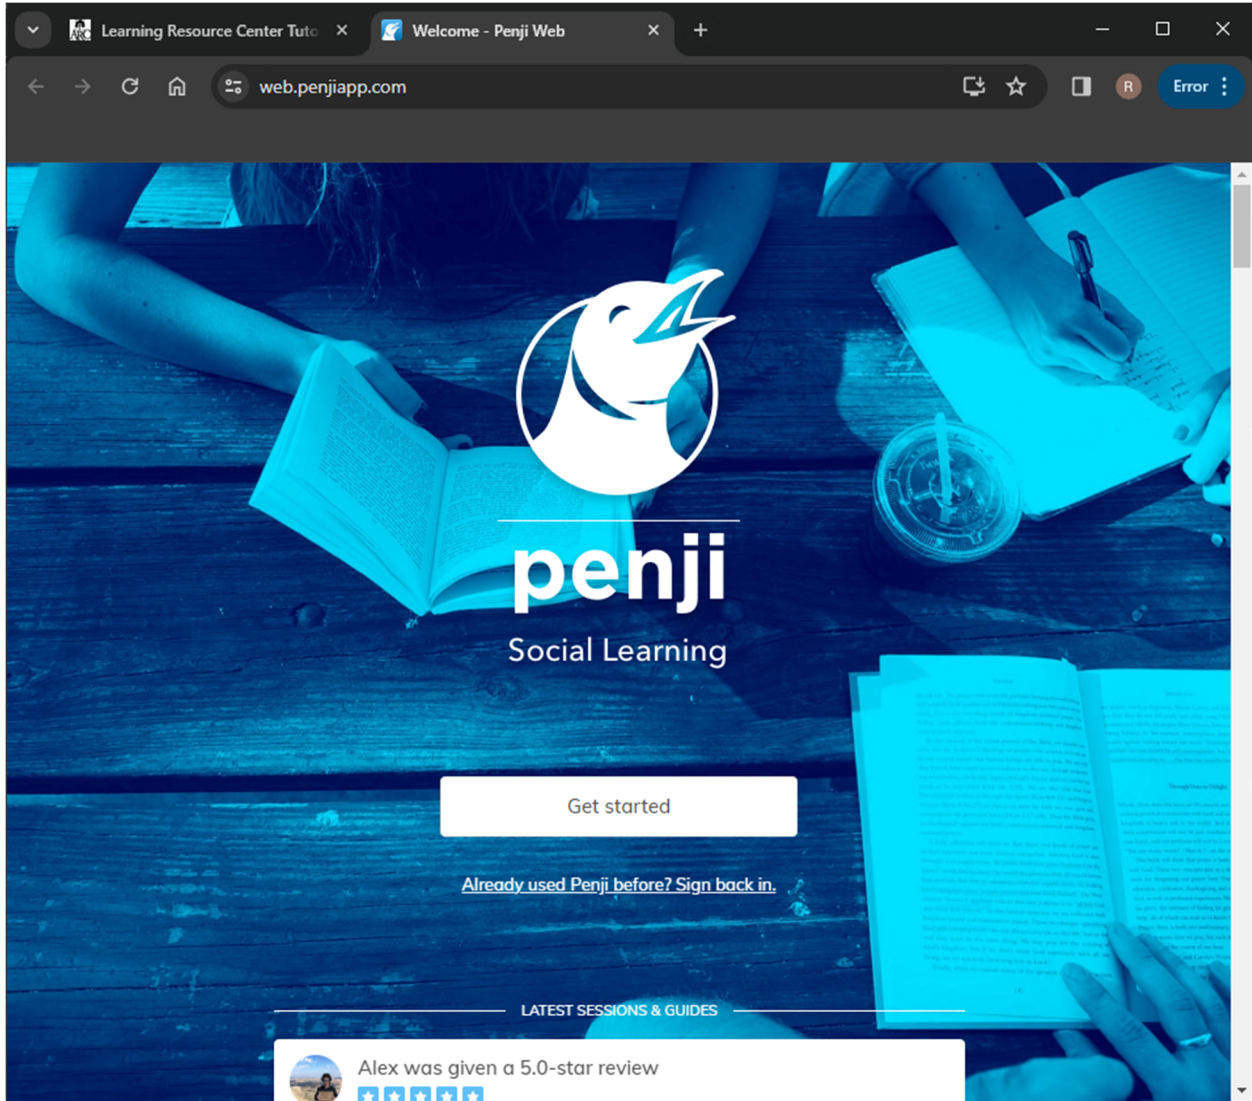 Learning Resource Center Tuto
Welcome - Penji Web
web.penjiapp.com
R
Error
penji
Social Learning
Get started
Already used Penji before? Sign back in.
LATEST SESSIONS & GUIDES
Alex was given a 5.0-star review